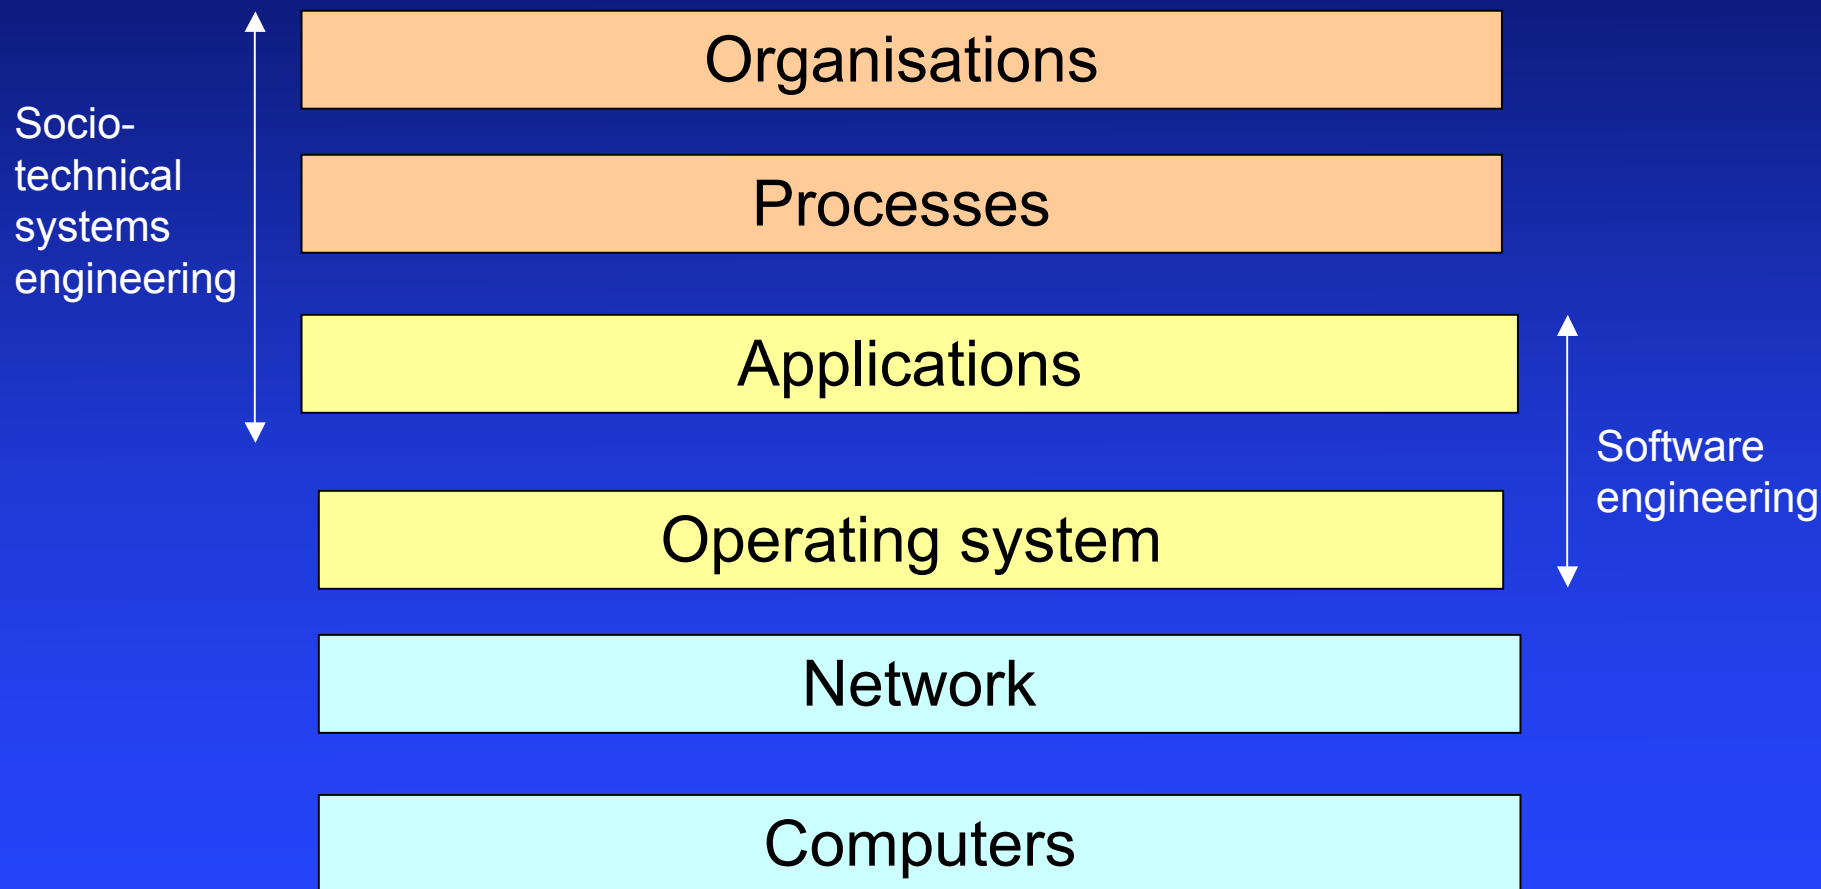 Organisations
Socio-
technical
systems
engineering
Processes
Applications
Software
engineering
Operating system
Network
Computers